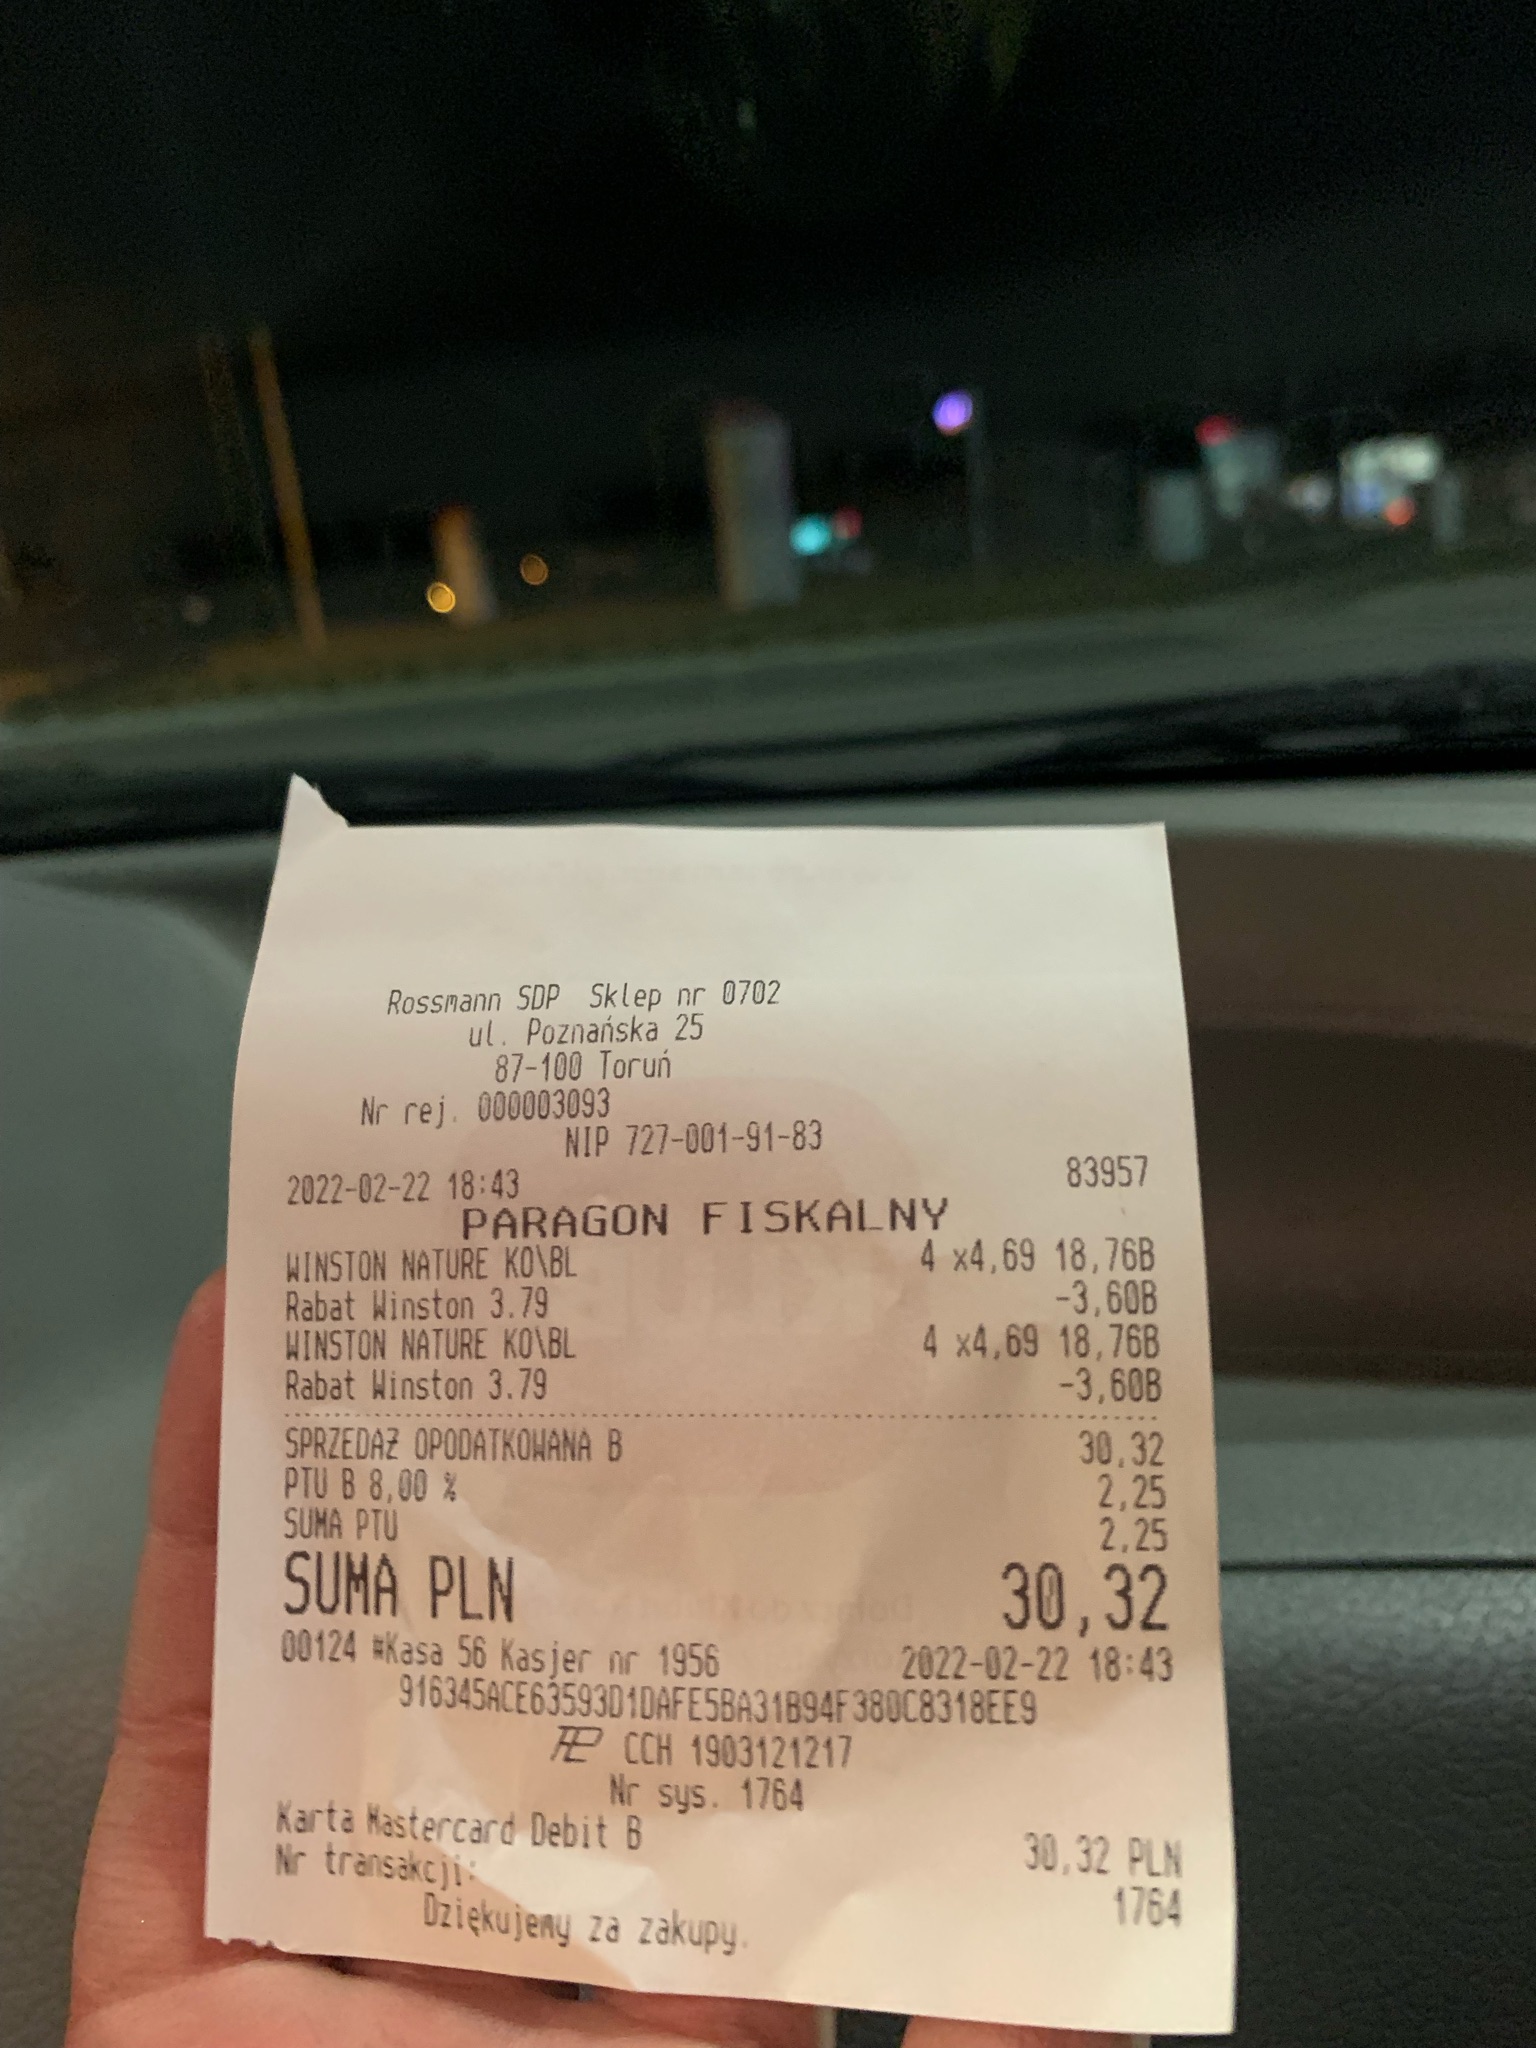 Rossmann SDP Sklep nr 0702
ul. Poznańska 25
87-100 Toruń
Nr rej. 000003093
NIP 727-001-91-83
2022-02-22 18:43 83957
PARAGON FISKALNY
WINSTON NATURE KO\BL 4 x4,69 18,76B
Rabat Winston 3.79 -3,60B
WINSTON NATURE KO\BL 4 x4,69 18,76B
Rabat Winston 3.79 -3,60B
SPRZEDAŻ OPODATKOWANA B 30,32
PTU B 8,00 % 2,25
SUMA PTU 2,25
SUMA PLN 30,32
00124 #Kasa 56 Kasjer nr 1956 2022-02-22 18:43
916345ACE63593D1DAFE5BA31B94F380C8318EE9
CCH 1903121217
Nr sys. 1764
Karta Mastercard Debit B 30,32 PLN
Nr transakcji: 1764
Dziękujemy za zakupy.